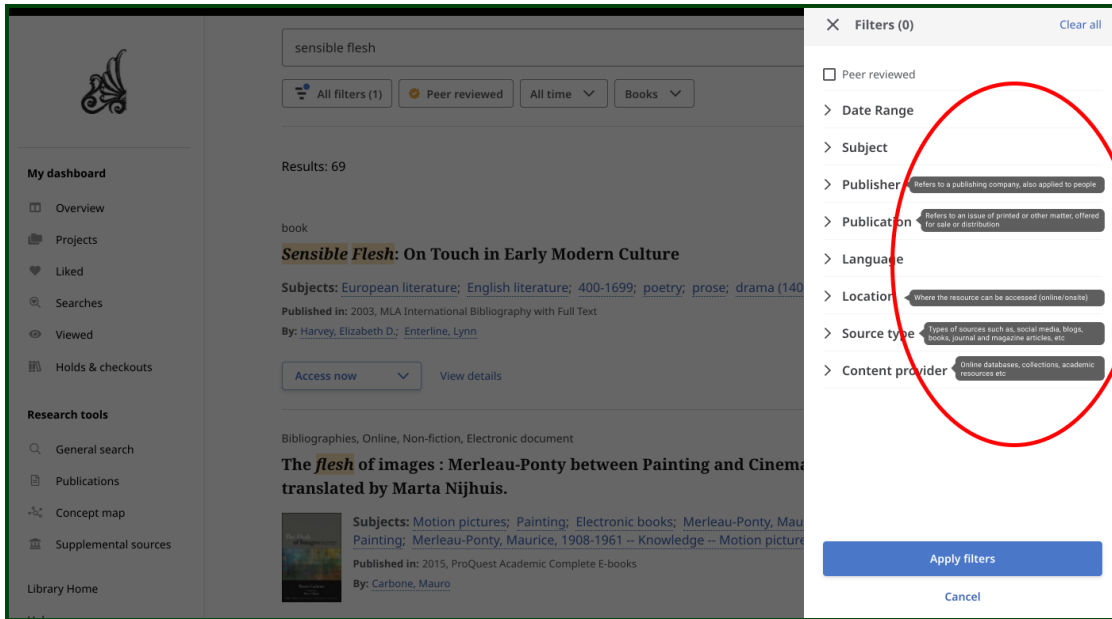 My dashboard
Overview
Projects
Liked
Searches
Viewed
Holds & checkouts
Research tools
General search
Publications
Concept map
Supplemental sources
Library Home
sensible flesh
All filters (1)
Peer reviewed
All time
Books
Results: 69
book
Sensible Flesh: On Touch in Early Modern Culture
Subjects: European literature; English literature; 400-1699; poetry; prose; drama (140
Published in: 2003, MLA International Bibliography with Full Text
By: Harvey, Elizabeth D.; Enterline, Lynn
Access now
View details
Bibliographies, Online, Non-fiction, Electronic document
The flesh of images : Merleau-Ponty between Painting and Cinema
translated by Marta Nijhuis.
Subjects: Motion pictures; Painting; Electronic books; Merleau-Ponty, Mau
Painting; Merleau-Ponty, Maurice, 1908-1961 -- Knowledge -- Motion picture
Published in: 2015, ProQuest Academic Complete E-books
By: Carbone, Mauro
Filters (0)
Clear all
Peer reviewed
Date Range
Subject
Publisher
Refers to a publishing company, also applied to people
Publication
Refers to an issue of printed or other matter, offered
for sale or distribution
Language
Location
Where the resource can be accessed (online/onsite)
Source type
Types of sources such as, social media, blogs,
books, journal and magazine articles, etc
Content provider
Online databases, collections, academic
resources etc
Apply filters
Cancel